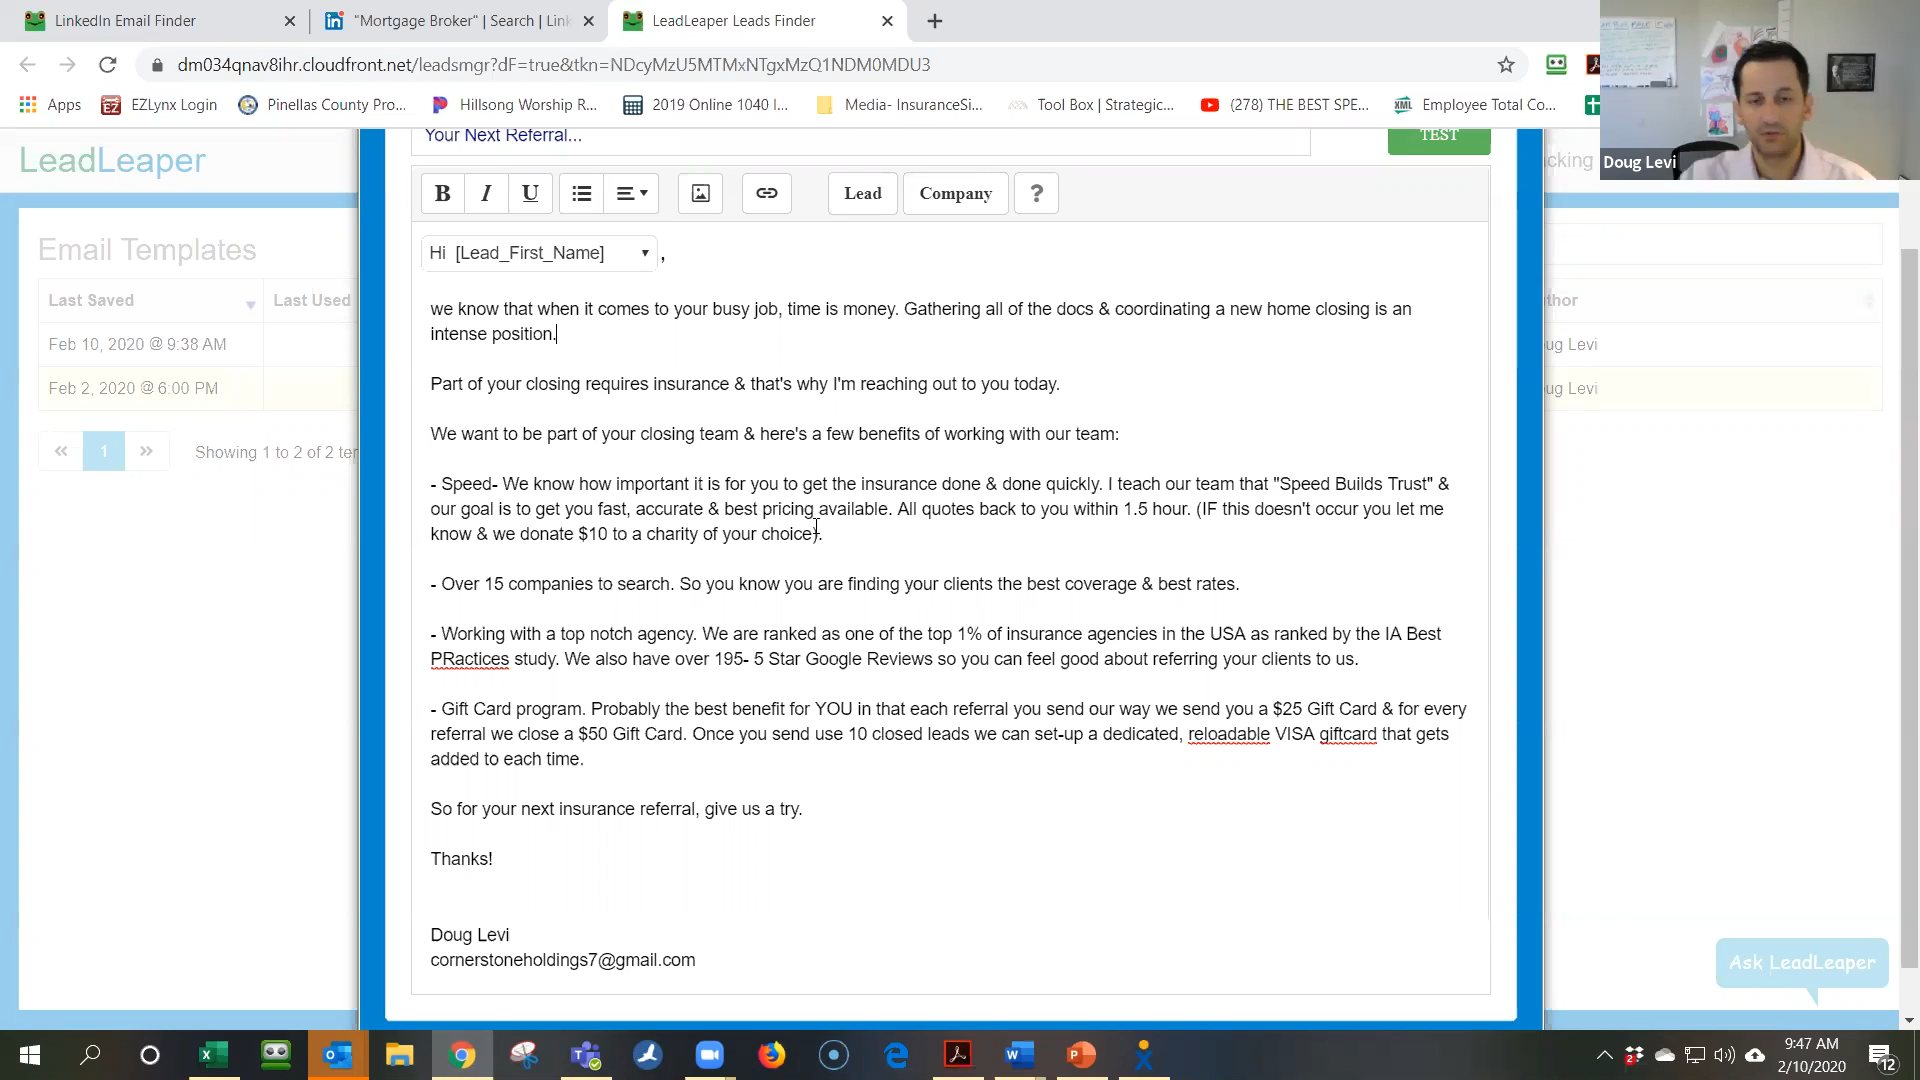 LinkedIn Email Finder
"Mortgage Broker" | Search | Link
LeadLeaper Leads Finder
dm034qnav8ihr.cloudfront.net/leadsmgr?dF=true&tkn=NDcyMzU5MTMxNTgxMzQ1NDM0MDU3
Apps
EZLynx Login
Pinellas County Pro...
Hillsong Worship R...
2019 Online 1040 I...
Media- InsuranceSi...
Tool Box | Strategic...
(278) THE BEST SPE...
Employee Total Co...
Doug Levi
LeadLeaper
Your Next Referral...
TEST
cking
B I U
Lead
Company
?
Email Templates
Last Saved
Last Used
thor
Feb 10, 2020 @ 9:38 AM
ug Levi
Feb 2, 2020 @ 6:00 PM
ug Levi
« 1 »
Showing 1 to 2 of 2 ter
Hi [Lead_First_Name] ,
we know that when it comes to your busy job, time is money. Gathering all of the docs & coordinating a new home closing is an
intense position.
Part of your closing requires insurance & that's why I'm reaching out to you today.
We want to be part of your closing team & here's a few benefits of working with our team:
- Speed- We know how important it is for you to get the insurance done & done quickly. I teach our team that "Speed Builds Trust" &
our goal is to get you fast, accurate & best pricing available. All quotes back to you within 1.5 hour. (IF this doesn't occur you let me
know & we donate $10 to a charity of your choice).
- Over 15 companies to search. So you know you are finding your clients the best coverage & best rates.
- Working with a top notch agency. We are ranked as one of the top 1% of insurance agencies in the USA as ranked by the IA Best
PRactices study. We also have over 195- 5 Star Google Reviews so you can feel good about referring your clients to us.
- Gift Card program. Probably the best benefit for YOU in that each referral you send our way we send you a $25 Gift Card & for every
referral we close a $50 Gift Card. Once you send use 10 closed leads we can set-up a dedicated, reloadable VISA giftcard that gets
added to each time.
So for your next insurance referral, give us a try.
Thanks!
Doug Levi
cornerstoneholdings7@gmail.com
Ask LeadLeaper
9:47 AM
2/10/2020
12